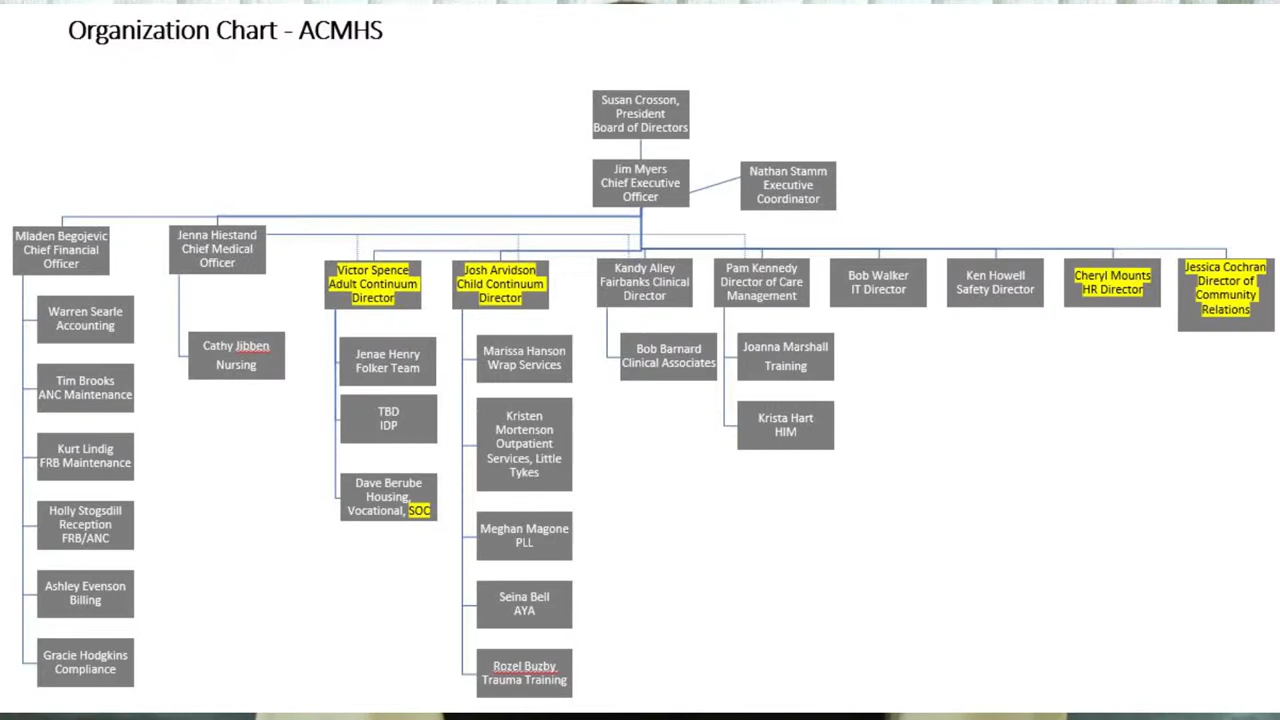 Organization Chart - ACMHS
Susan Crosson,
President
Board of Directors
Jim Myers
Chief Executive
Officer
Nathan Stamm
Executive
Coordinator
Mladen Begojevic
Chief Financial
Officer
Jenna Hiestand
Chief Medical
Officer
Victor Spence
Adult Continuum
Director
Josh Arvidson
Child Continuum
Director
Kandy Alley
Fairbanks Clinical
Director
Pam Kennedy
Director of Care
Management
Bob Walker
IT Director
Ken Howell
Safety Director
Cheryl Mounts
HR Director
Jessica Cochran
Director of
Community
Relations
Warren Searle
Accounting
Tim Brooks
ANC Maintenance
Kurt Lindig
FRB Maintenance
Holly Stogsdill
Reception
FRB/ANC
Ashley Evenson
Billing
Gracie Hodgkins
Compliance
Cathy Jibben
Nursing
Jenae Henry
Folker Team
TBD
IDP
Dave Berube
Housing,
Vocational, SOC
Marissa Hanson
Wrap Services
Kristen
Mortenson
Outpatient
Services, Little
Tykes
Meghan Magone
PLL
Seina Bell
AYA
Rozel Buzby
Trauma Training
Bob Barnard
Clinical Associates
Joanna Marshall
Training
Krista Hart
HIM